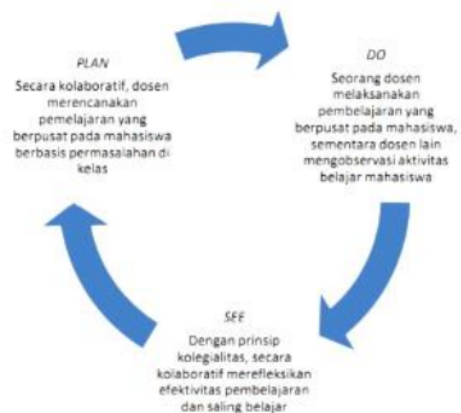 PLAN
Secara kolaboratif, dosen
merencanakan
pemelajaran yang
berpusat pada mahasiswa
berbasis permasalahan di
kelas
DO
Seorang dosen
melaksanakan
pembelajaran yang
berpusat pada mahasiswa,
sementara dosen lain
mengobservasi aktivitas
belajar mahasiswa
SEE
Dengan prinsip
kolegialitas, secara
kolaboratif merefleksikan
efektivitas pembelajaran
dan saling belajar